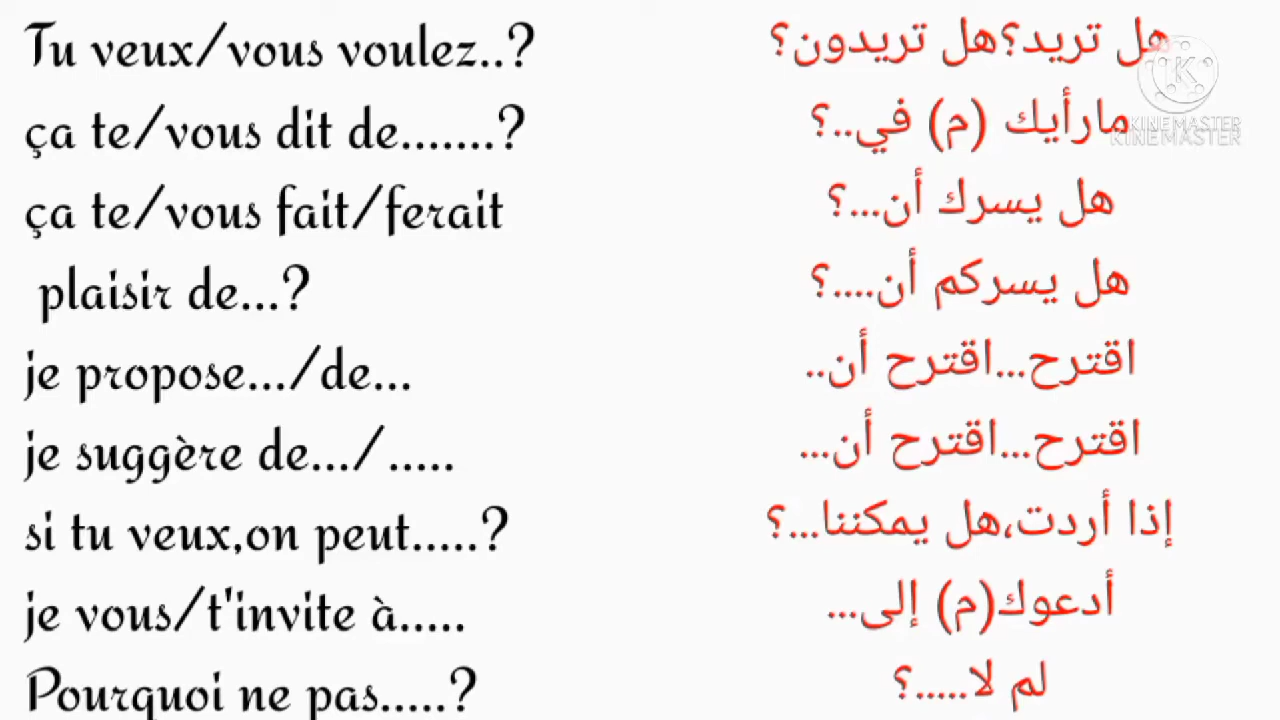 Tu veux/vous voulez..?
هل تريد؟هل تريدون؟
ça te/vous dit de.......?
مارأيك (م) في..؟
ça te/vous fait/ferait
هل يسرك أن...؟
plaisir de...?
هل يسركم أن....؟
je propose.../de...
اقترح...اقترح أن..
je suggère de.../.....
اقترح...اقترح أن...
si tu veux,on peut.....?
إذا أردت،هل يمكننا...؟
je vous/t'invite à.....
أدعوك(م) إلى...
Pourquoi ne pas.....?
لم لا.....؟
K
KINEMASTER
KINEMASTER